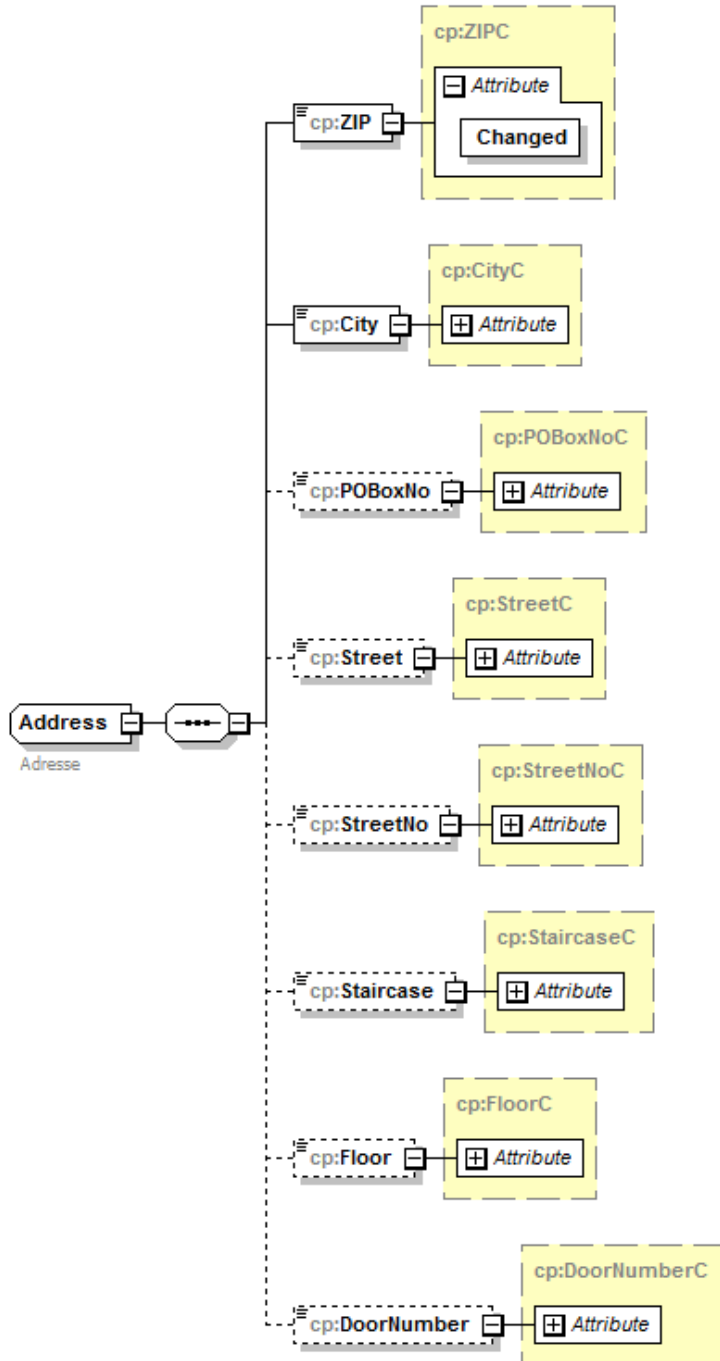 cp:ZIPC
Attribute
cp:ZIP
Changed
cp:CityC
cp:City
Attribute
cp:POBoxNoC
cp:POBoxNo
Attribute
cp:StreetC
cp:Street
Attribute
Address
Adresse
cp:StreetNoC
cp:StreetNo
Attribute
cp:StaircaseC
cp:Staircase
Attribute
cp:FloorC
cp:Floor
Attribute
cp:DoorNumberC
cp:DoorNumber
Attribute